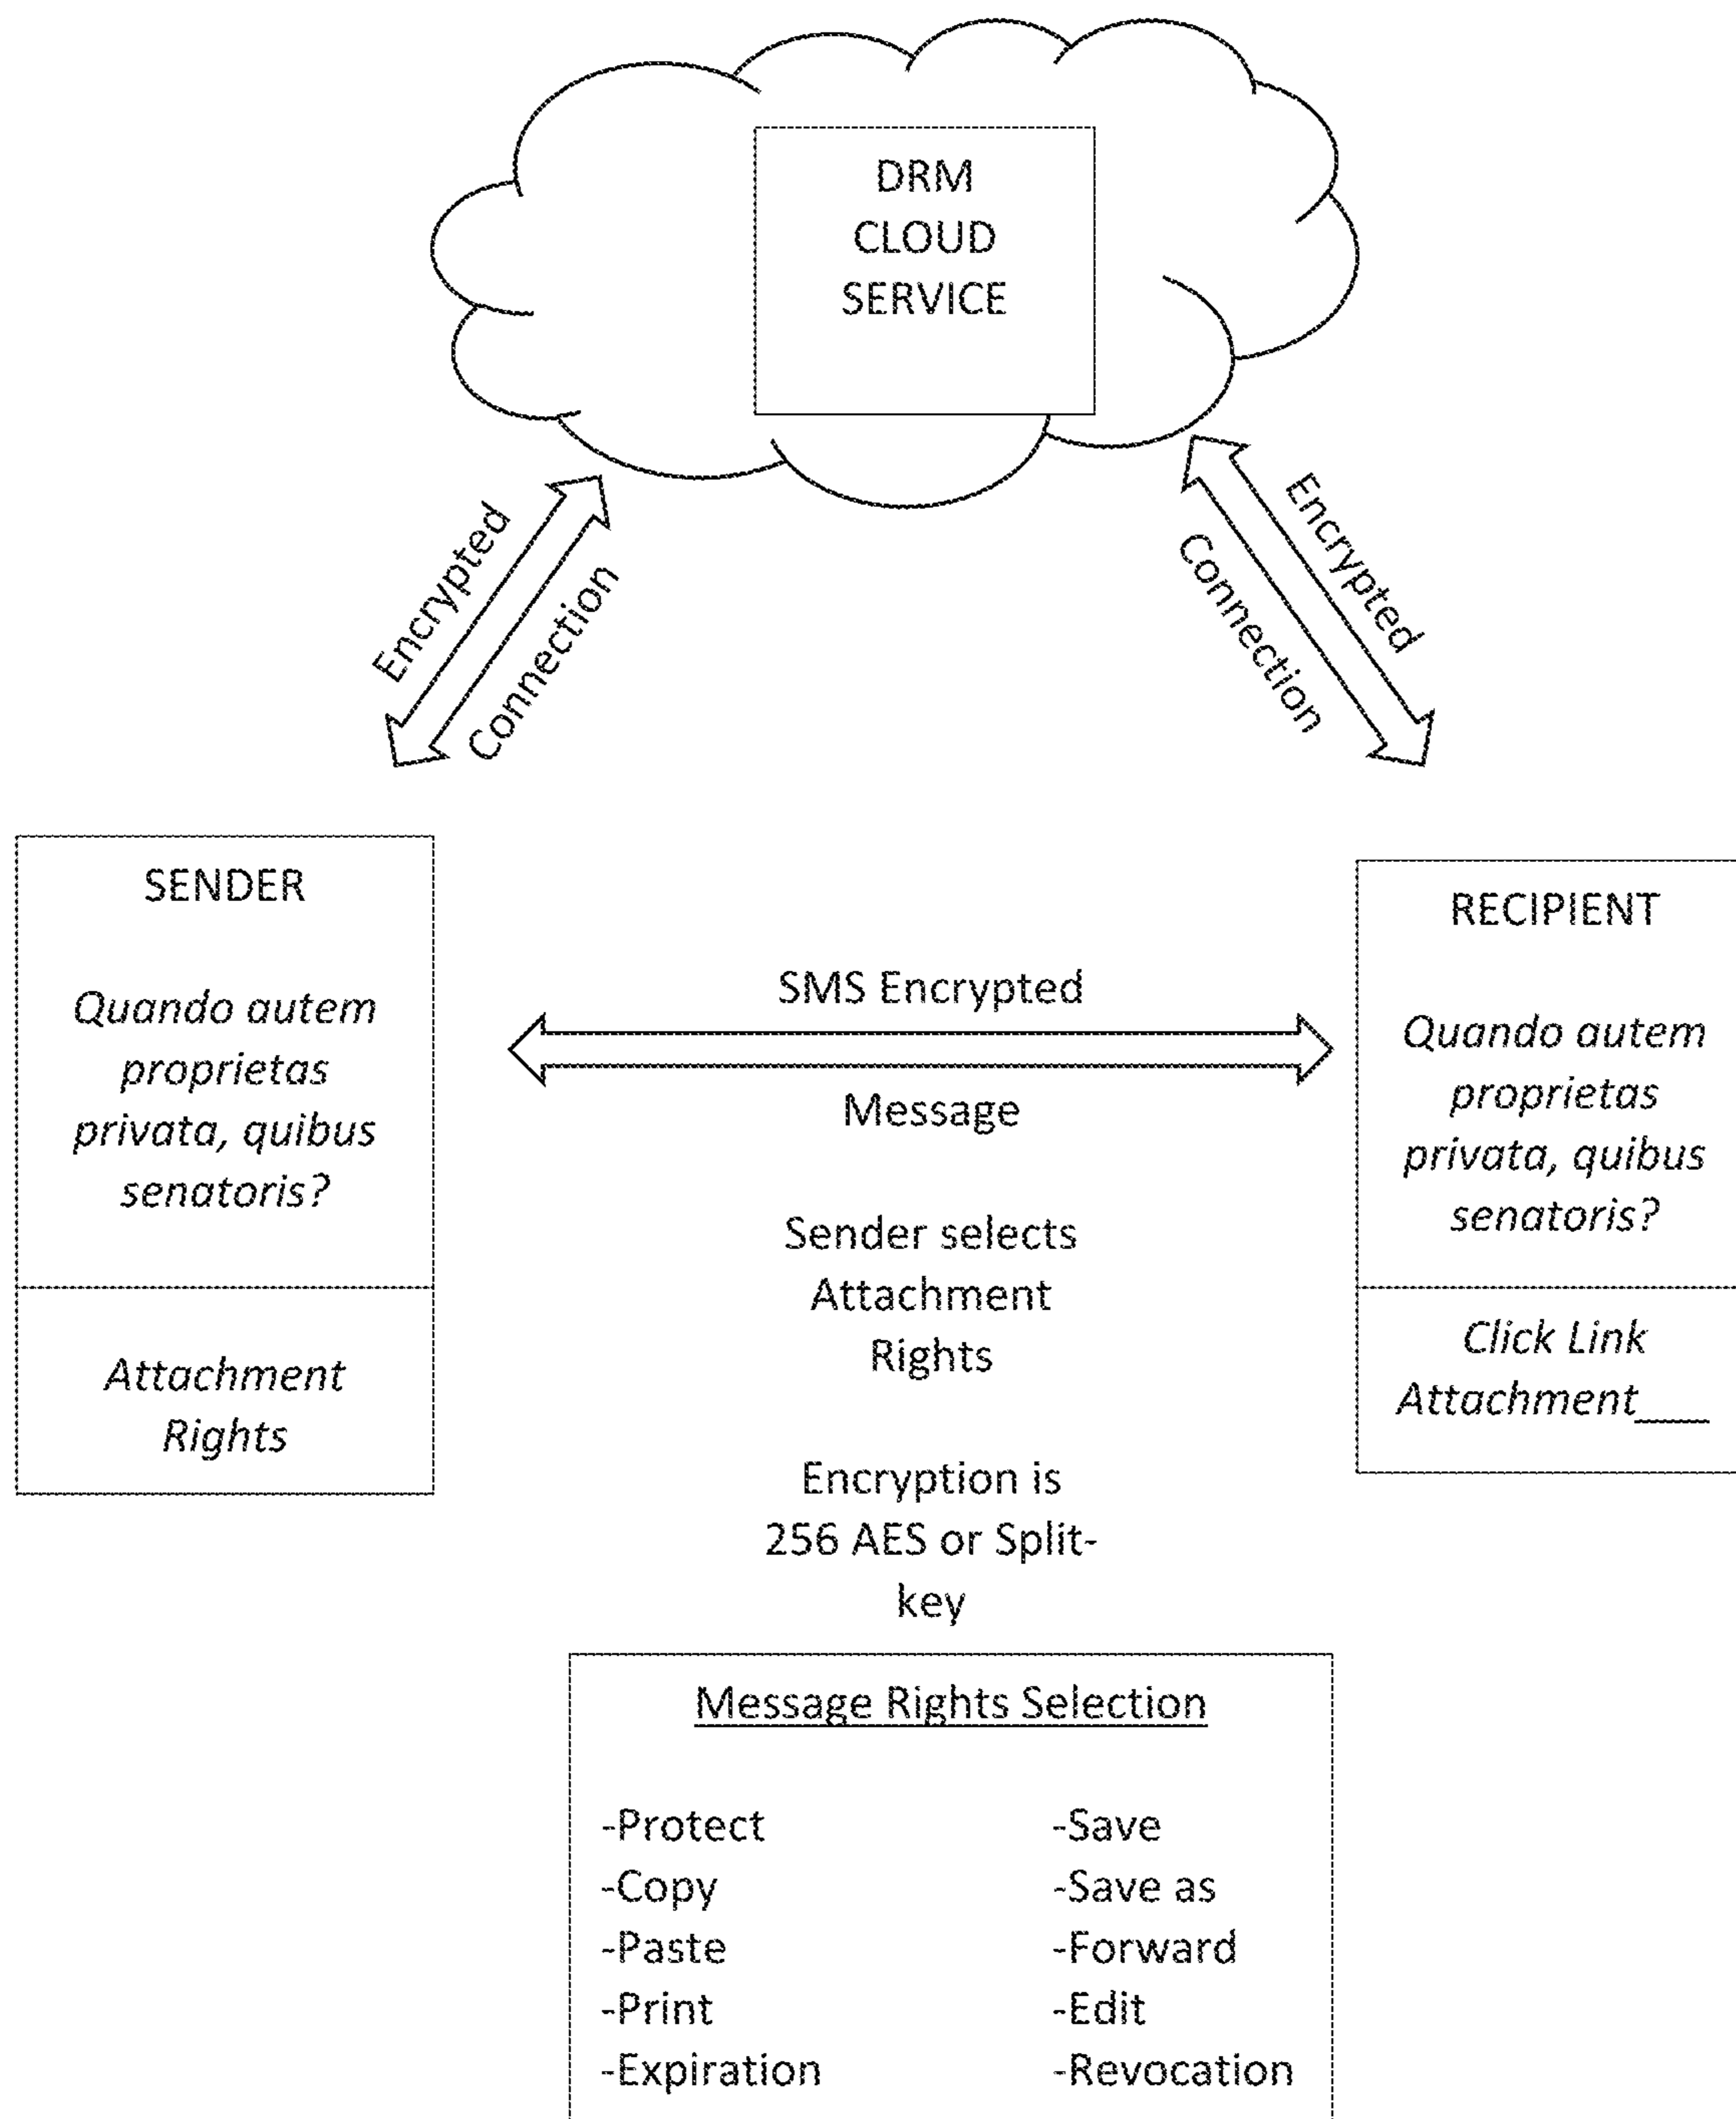 DRM
CLOUD
SERVICE
Encrypted
Connection
Encrypted
Connection
SENDER
Quando autem
proprietas
privata, quibus
senatoris?
Attachment
Rights
SMS Encrypted
Message
Sender selects
Attachment
Rights
Encryption is
256 AES or Split-
key
RECIPIENT
Quando autem
proprietas
privata, quibus
senatoris?
Click Link
Attachment___
Message Rights Selection
-Protect
-Copy
-Paste
-Print
-Expiration
-Save
-Save as
-Forward
-Edit
-Revocation